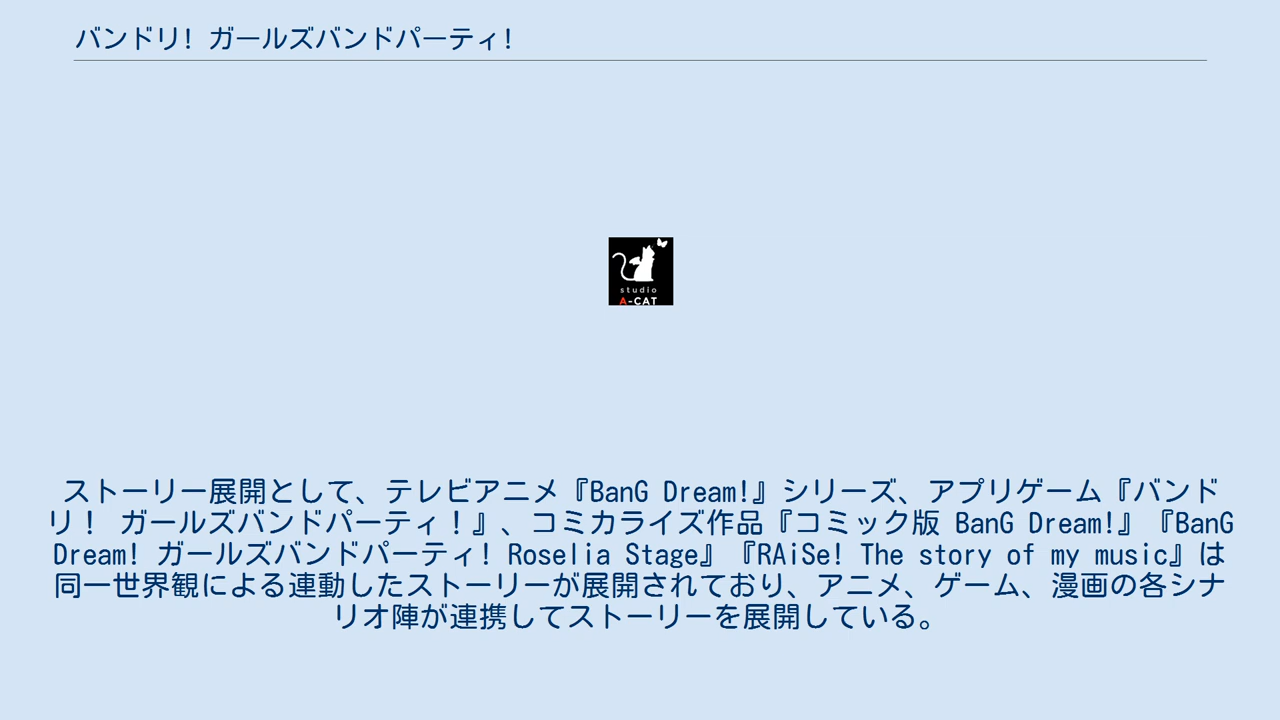 バンドリ! ガールズバンドパーティ!
studio
A-CAT
ストーリー展開として、テレビアニメ『BanG Dream!』シリーズ、アプリゲーム『バンド
リ！ ガールズバンドパーティ！』、コミカライズ作品『コミック版 BanG Dream!』『BanG
Dream! ガールズバンドパーティ! Roselia Stage』『RAiSe! The story of my music』は
同一世界観による連動したストーリーが展開されており、アニメ、ゲーム、漫画の各シナ
リオ陣が連携してストーリーを展開している。